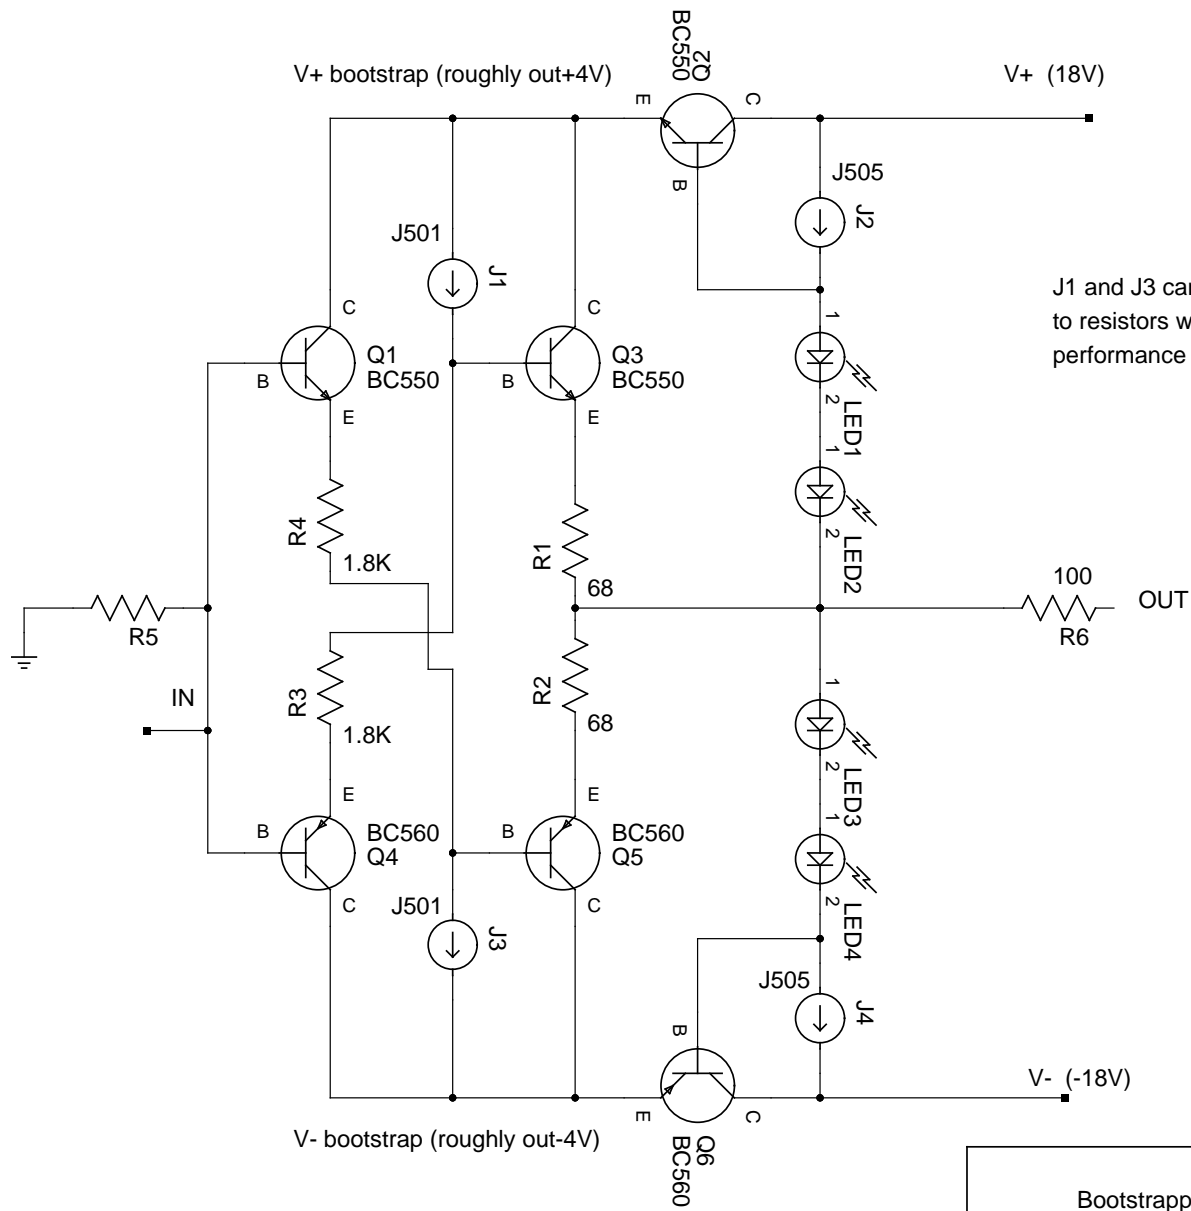 Q2
BC550
V+ bootstrap (roughly out+4V)
V+ (18V)
E
C
B
J505
J2
J501
J1
J1 and J3 can
to resistors w
performance
C
C
1
Q1
BC550
Q3
BC550
B
B
E
E
2
LED1
1
R4
1.8K
R1
68
2
LED2
100
OUT
R5
R6
IN
R3
1.8K
R2
68
1
2
LED3
E
E
1
B
BC560
Q4
B
BC560
Q5
C
C
2
LED4
J501
J3
J505
J4
B
V- (-18V)
E
C
V- bootstrap (roughly out-4V)
Q6
BC560
Bootstrapp